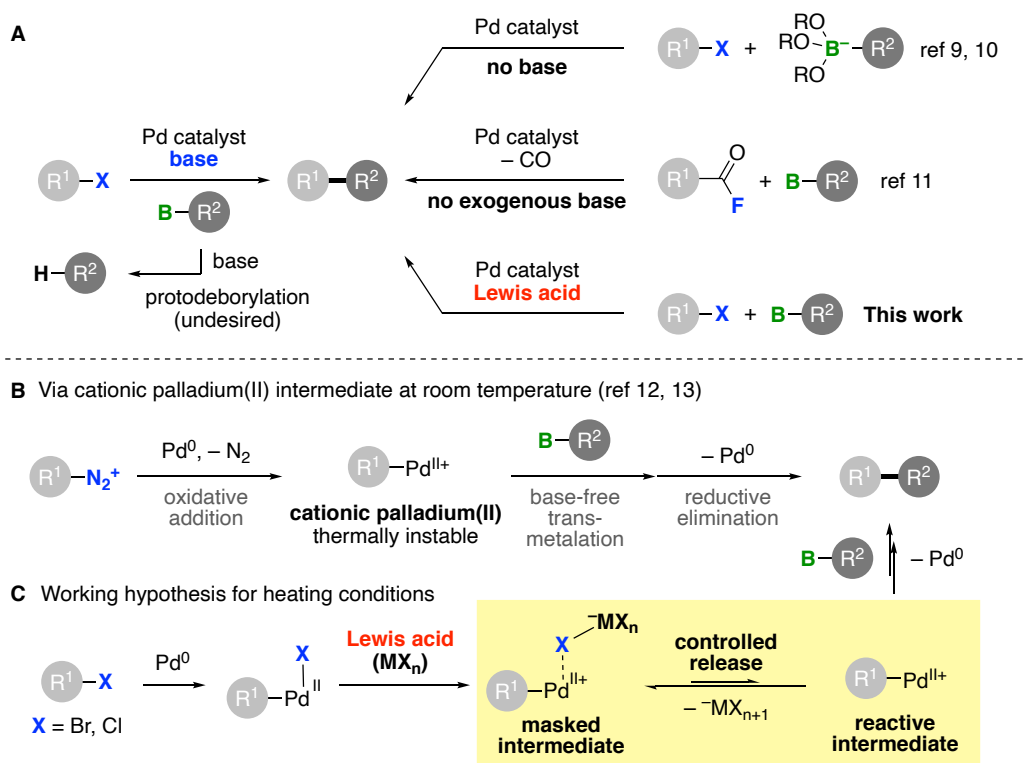 A
Pd catalyst
no base
R1–X + RO RO RO B– R2 ref 9, 10
R1–X
Pd catalyst
base
B–R2
R1–R2
Pd catalyst
– CO
no exogenous base
R1 O F + B–R2 ref 11
H–R2
base
protodeborylation
(undesired)
Pd catalyst
Lewis acid
R1–X + B–R2 This work
B Via cationic palladium(II) intermediate at room temperature (ref 12, 13)
R1–N2+
Pd0, – N2
oxidative
addition
R1–PdII+
cationic palladium(II)
thermally instable
B–R2
base-free
trans-
metalation
– Pd0
reductive
elimination
R1–R2
B–R2
– Pd0
C Working hypothesis for heating conditions
R1–X
X = Br, Cl
Pd0
X
R1–PdII
Lewis acid
(MXn)
X –MXn
R1–PdII+
masked
intermediate
controlled
release
– –MXn+1
R1–PdII+
reactive
intermediate